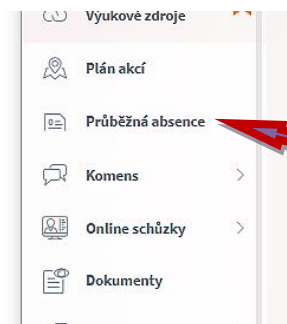 Výukové zdroje
Plán akcí
Průběžná absence
Komens
Online schůzky
Dokumenty